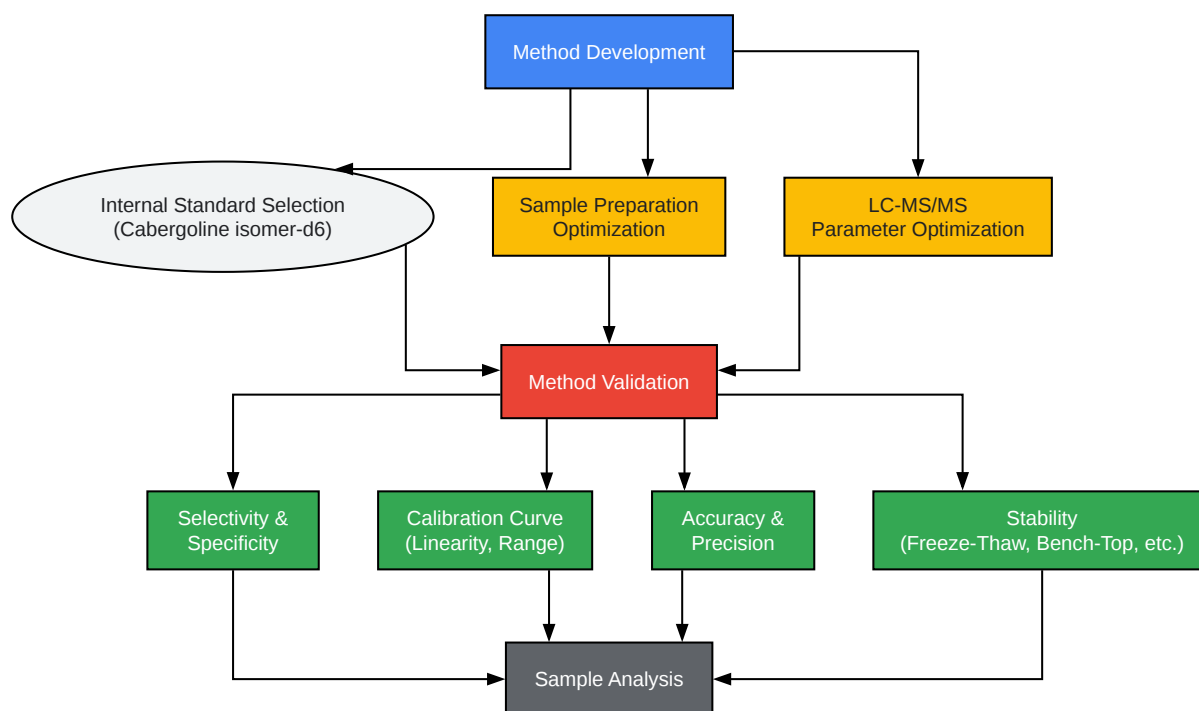 Method Development
Internal Standard Selection
(Cabergoline isomer-d6)
Sample Preparation
Optimization
LC-MS/MS
Parameter Optimization
Method Validation
Selectivity &
Specificity
Calibration Curve
(Linearity, Range)
Accuracy &
Precision
Stability
(Freeze-Thaw, Bench-Top, etc.)
Sample Analysis